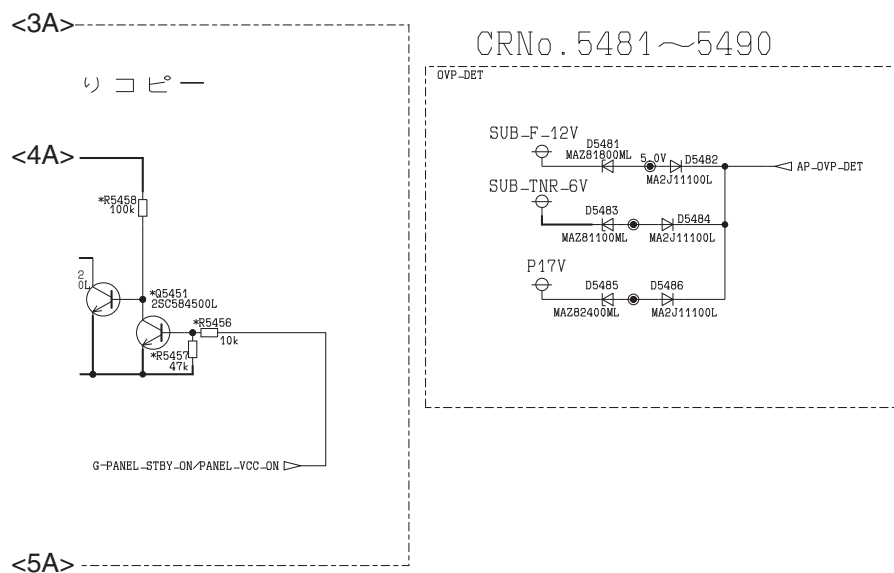 <3A>
りコピー
<4A>
*R5458
100k
2
0L
*Q5451
2SC584500L
*R5456
10k
*R5457
47k
G-PANEL_STBY_ON/PANEL_VCC_ON
<5A>
CRNo.5481～5490
OVP_DET
SUB_F_12V
D5481
MAZ81800ML
5.0V
D5482
MA2J11100L
AP_OVP_DET
SUB_TNR_6V
D5483
MAZ81100ML
D5484
MA2J11100L
P17V
D5485
MAZ82400ML
D5486
MA2J11100L